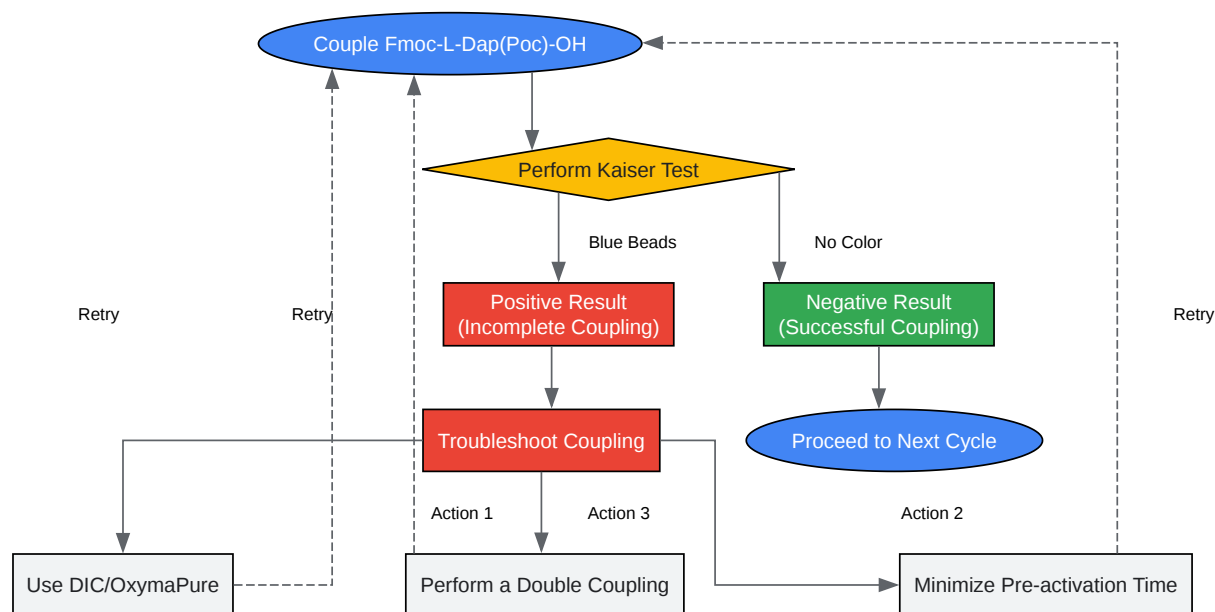 Couple Fmoc-L-Dap(Poc)-OH
Perform Kaiser Test
Blue Beads
No Color
Positive Result
(Incomplete Coupling)
Negative Result
(Successful Coupling)
Retry
Retry
Retry
Troubleshoot Coupling
Proceed to Next Cycle
Action 1
Action 3
Action 2
Use DIC/OxymaPure
Perform a Double Coupling
Minimize Pre-activation Time